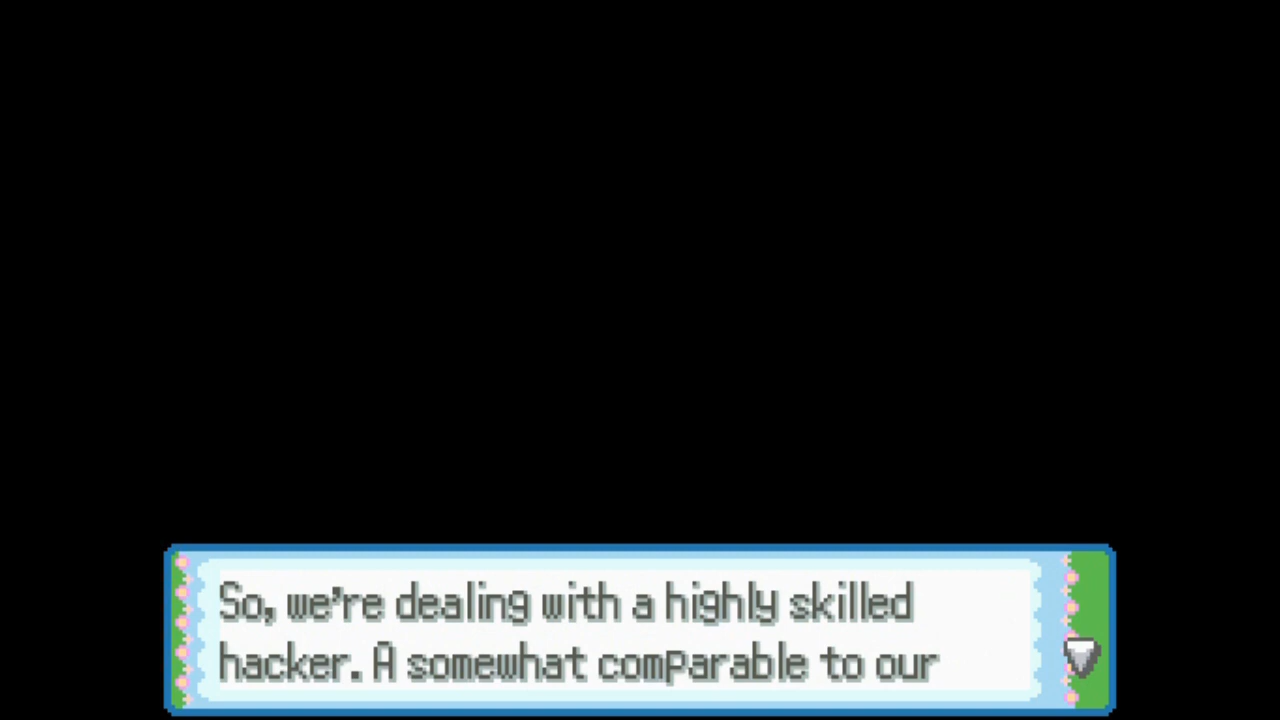 So, we're dealing with a highly skilled
hacker. A somewhat comparable to our